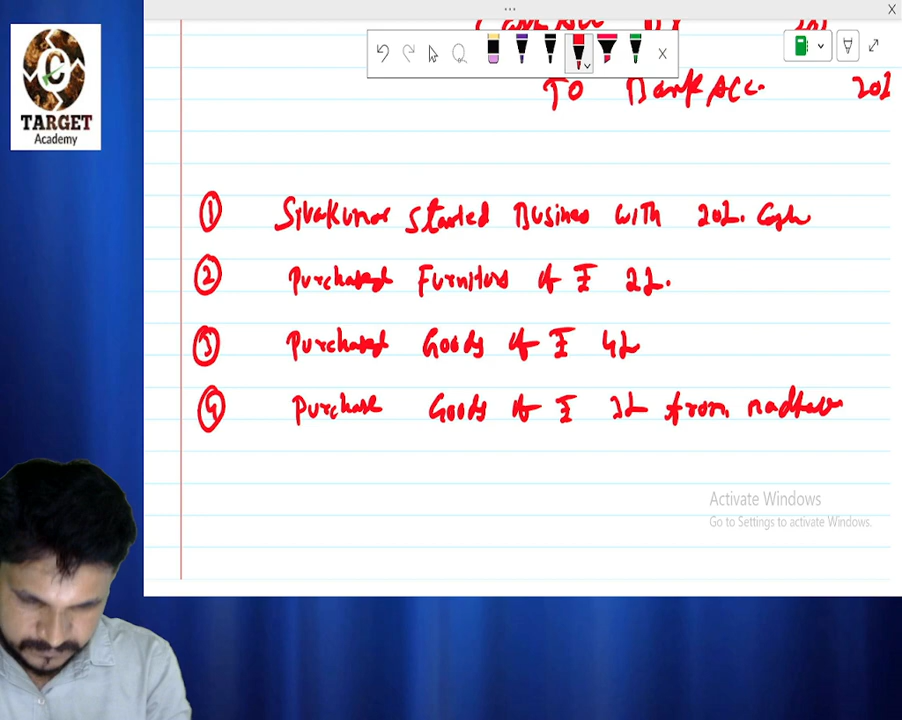 TARGET
Academy
To Bank Acc. 20L
① Sivakumar Started Business with 20L. Cash
② Purchased Furniture of ₹ 2L.
③ Purchased Goods of ₹ 4L
④ Purchase Goods of ₹ 2L from madhavan
Activate Windows
Go to Settings to activate Windows.